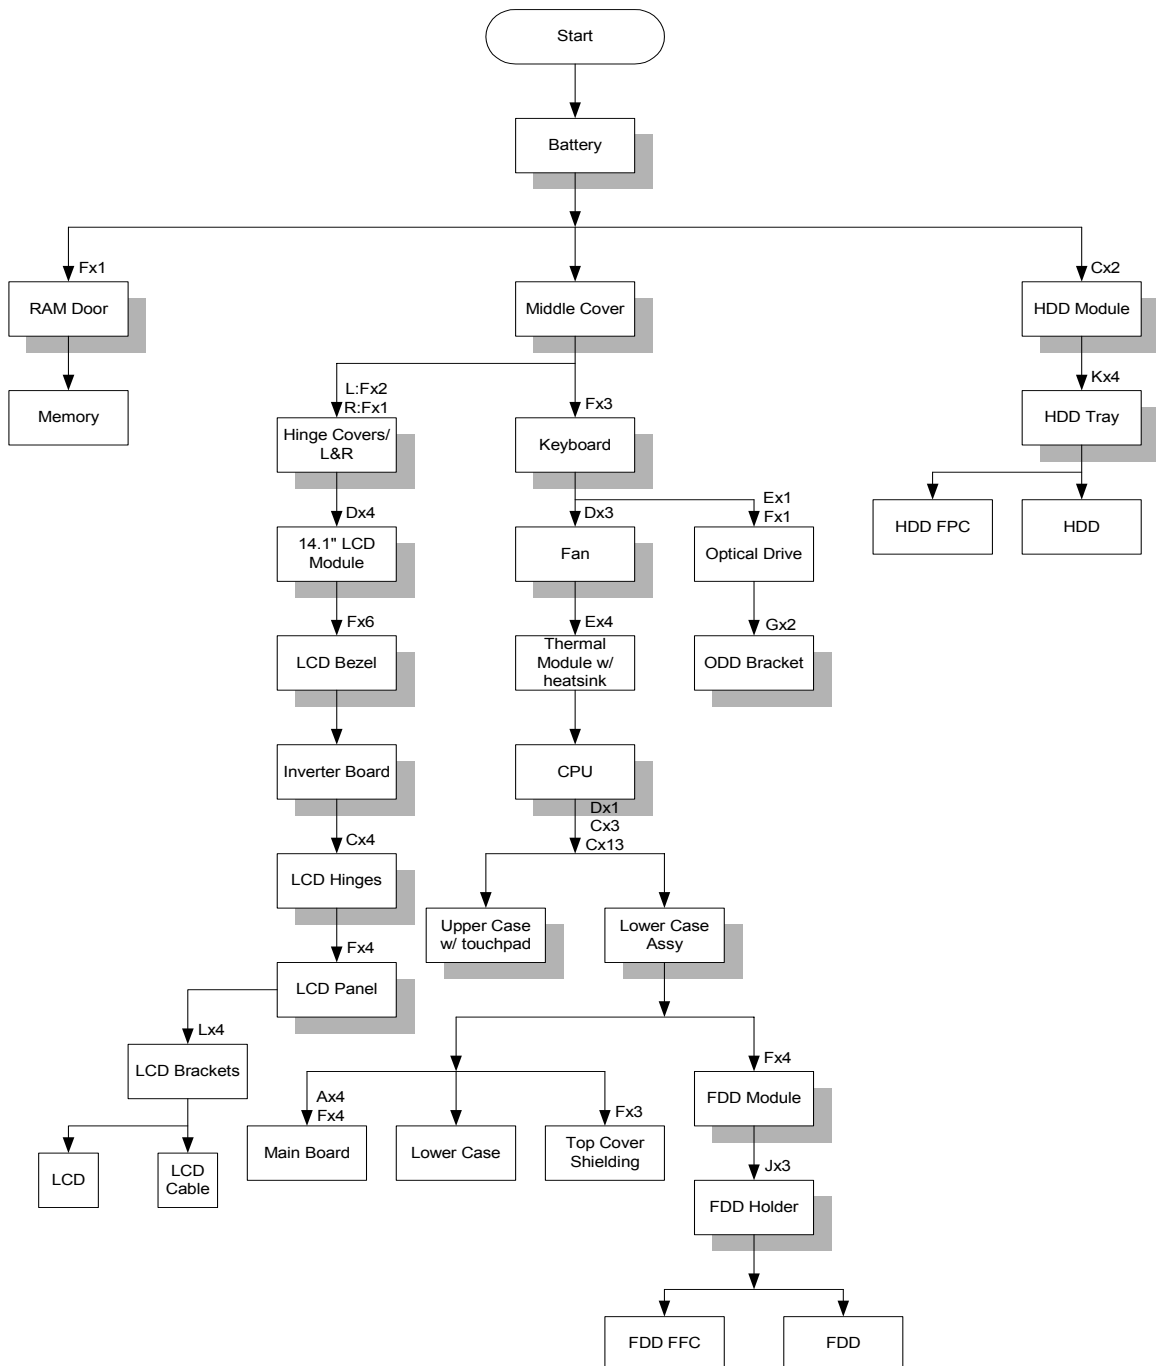 Start
Battery
Fx1
Cx2
RAM Door
Middle Cover
HDD Module
L:Fx2
R:Fx1
Fx3
Kx4
Memory
Hinge Covers/
L&R
Keyboard
HDD Tray
Dx4
Dx3
Ex1
Fx1
14.1" LCD
Module
Fan
Optical Drive
HDD FPC
HDD
Fx6
Ex4
Gx2
LCD Bezel
Thermal
Module w/
heatsink
ODD Bracket
Inverter Board
CPU
Cx4
Dx1
Cx3
Cx13
LCD Hinges
Upper Case
w/ touchpad
Lower Case
Assy
Fx4
LCD Panel
Lx4
Fx4
LCD Brackets
FDD Module
Ax4
Fx4
Fx3
Main Board
Lower Case
Top Cover
Shielding
Jx3
LCD
LCD
Cable
FDD Holder
FDD FFC
FDD